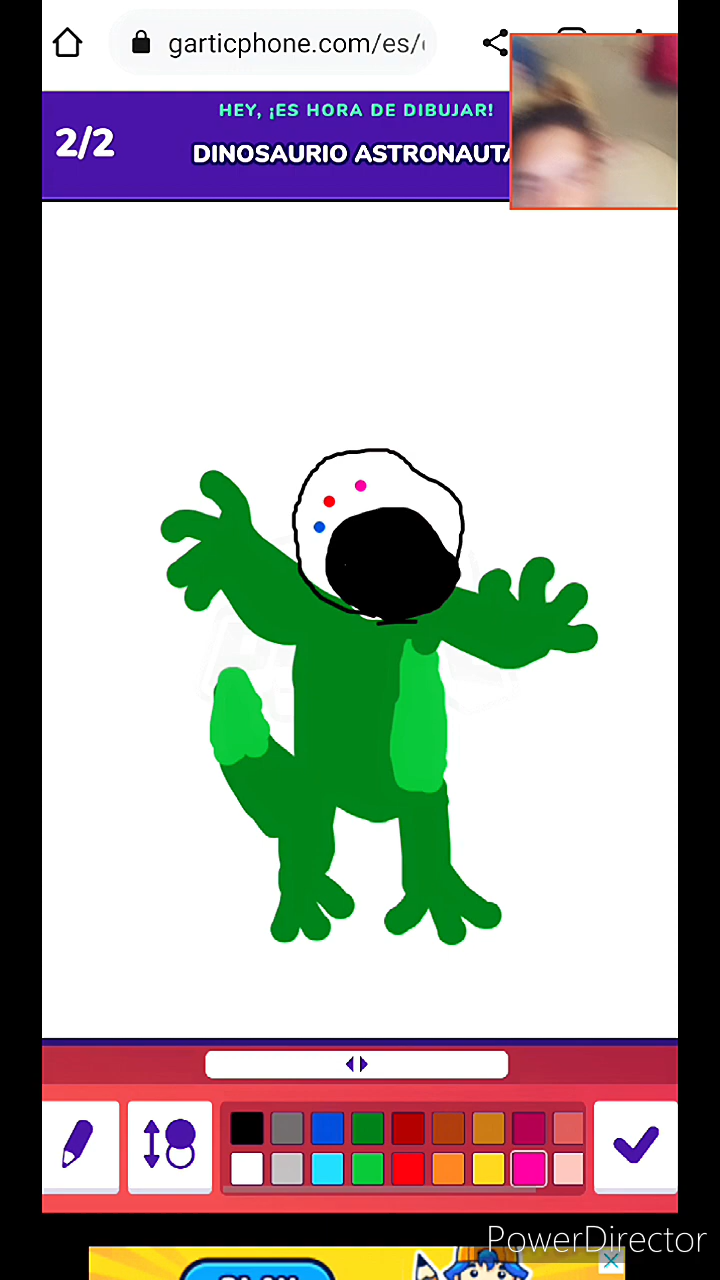 garticphone.com/es/
HEY, ¡ES HORA DE DIBUJAR!
2/2
DINOSAURIO ASTRONAUTA
PowerDirector